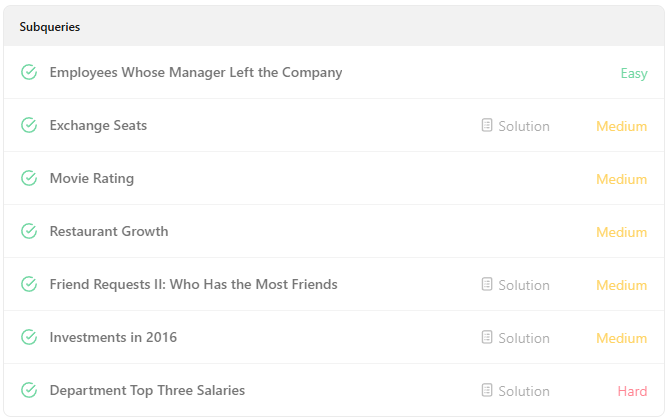 Subqueries
Employees Whose Manager Left the Company Easy
Exchange Seats Solution Medium
Movie Rating Medium
Restaurant Growth Medium
Friend Requests II: Who Has the Most Friends Solution Medium
Investments in 2016 Solution Medium
Department Top Three Salaries Solution Hard